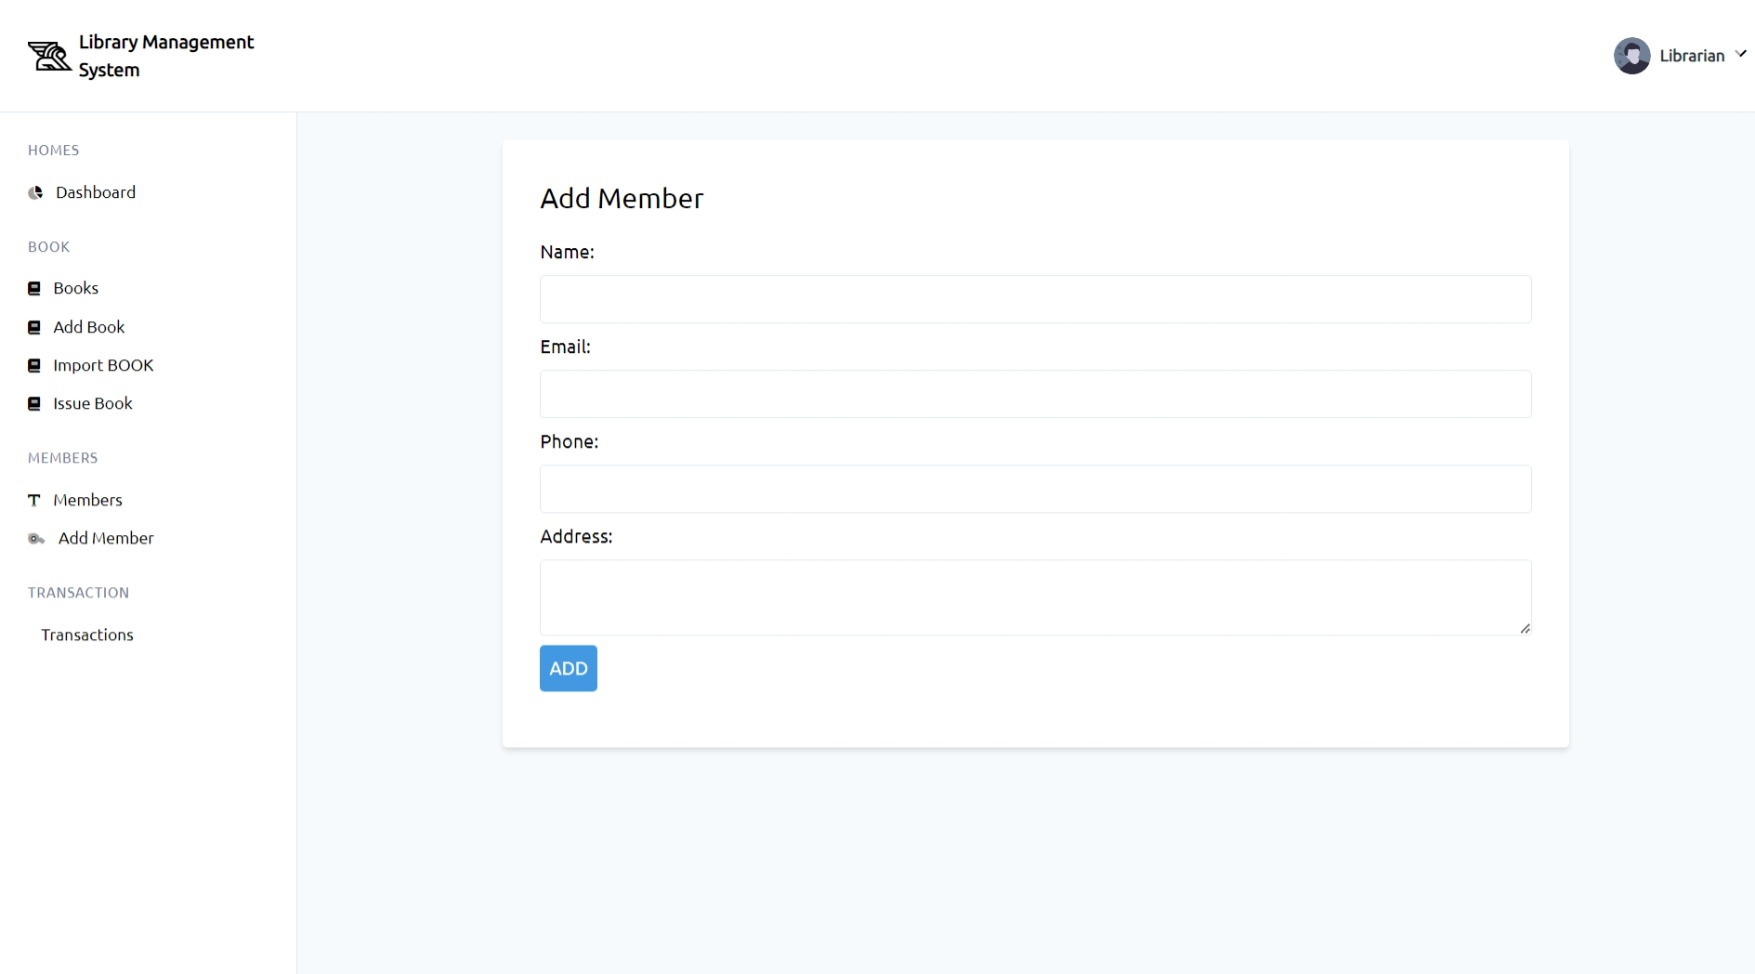 Library Management
System
Librarian
HOMES
Dashboard
BOOK
Books
Add Book
Import BOOK
Issue Book
MEMBERS
Members
Add Member
TRANSACTION
Transactions
Add Member
Name:
Email:
Phone:
Address:
ADD